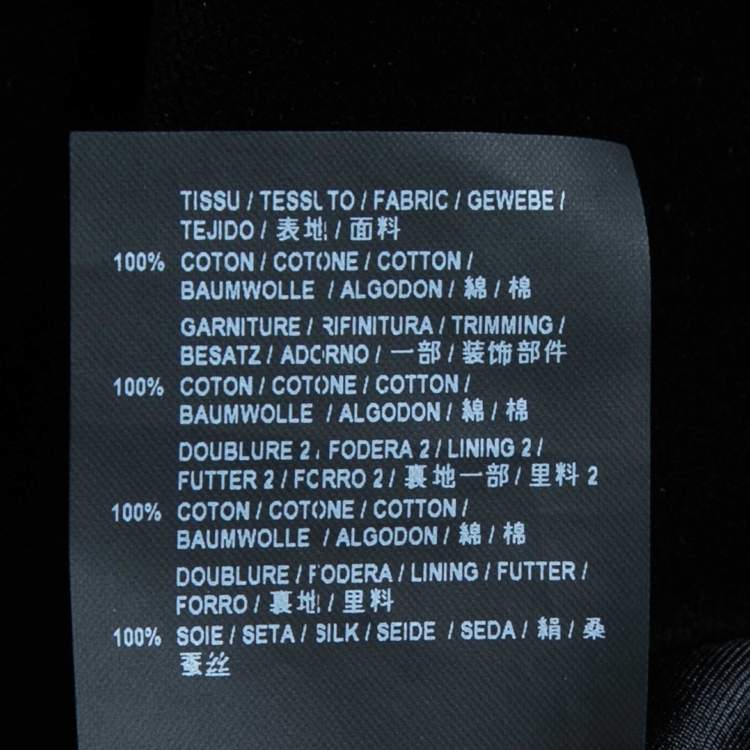 TISSU / TESSUTO / FABRIC / GEWEBE /
TEJIDO / 表地 / 面料
100% COTON / COTONE / COTTON /
BAUMWOLLE / ALGODON / 綿 / 棉
GARNITURE / RIFINITURA / TRIMMING /
BESATZ / ADORNO / 一部 / 装饰部件
100% COTON / COTONE / COTTON /
BAUMWOLLE / ALGODON / 綿 / 棉
DOUBLURE 2 / FODERA 2 / LINING 2 /
FUTTER 2 / FORRO 2 / 裏地一部 / 里料 2
100% COTON / COTONE / COTTON /
BAUMWOLLE / ALGODON / 綿 / 棉
DOUBLURE / FODERA / LINING / FUTTER /
FORRO / 裏地 / 里料
100% SOIE / SETA / SILK / SEIDE / SEDA / 絹 / 桑
蚕丝